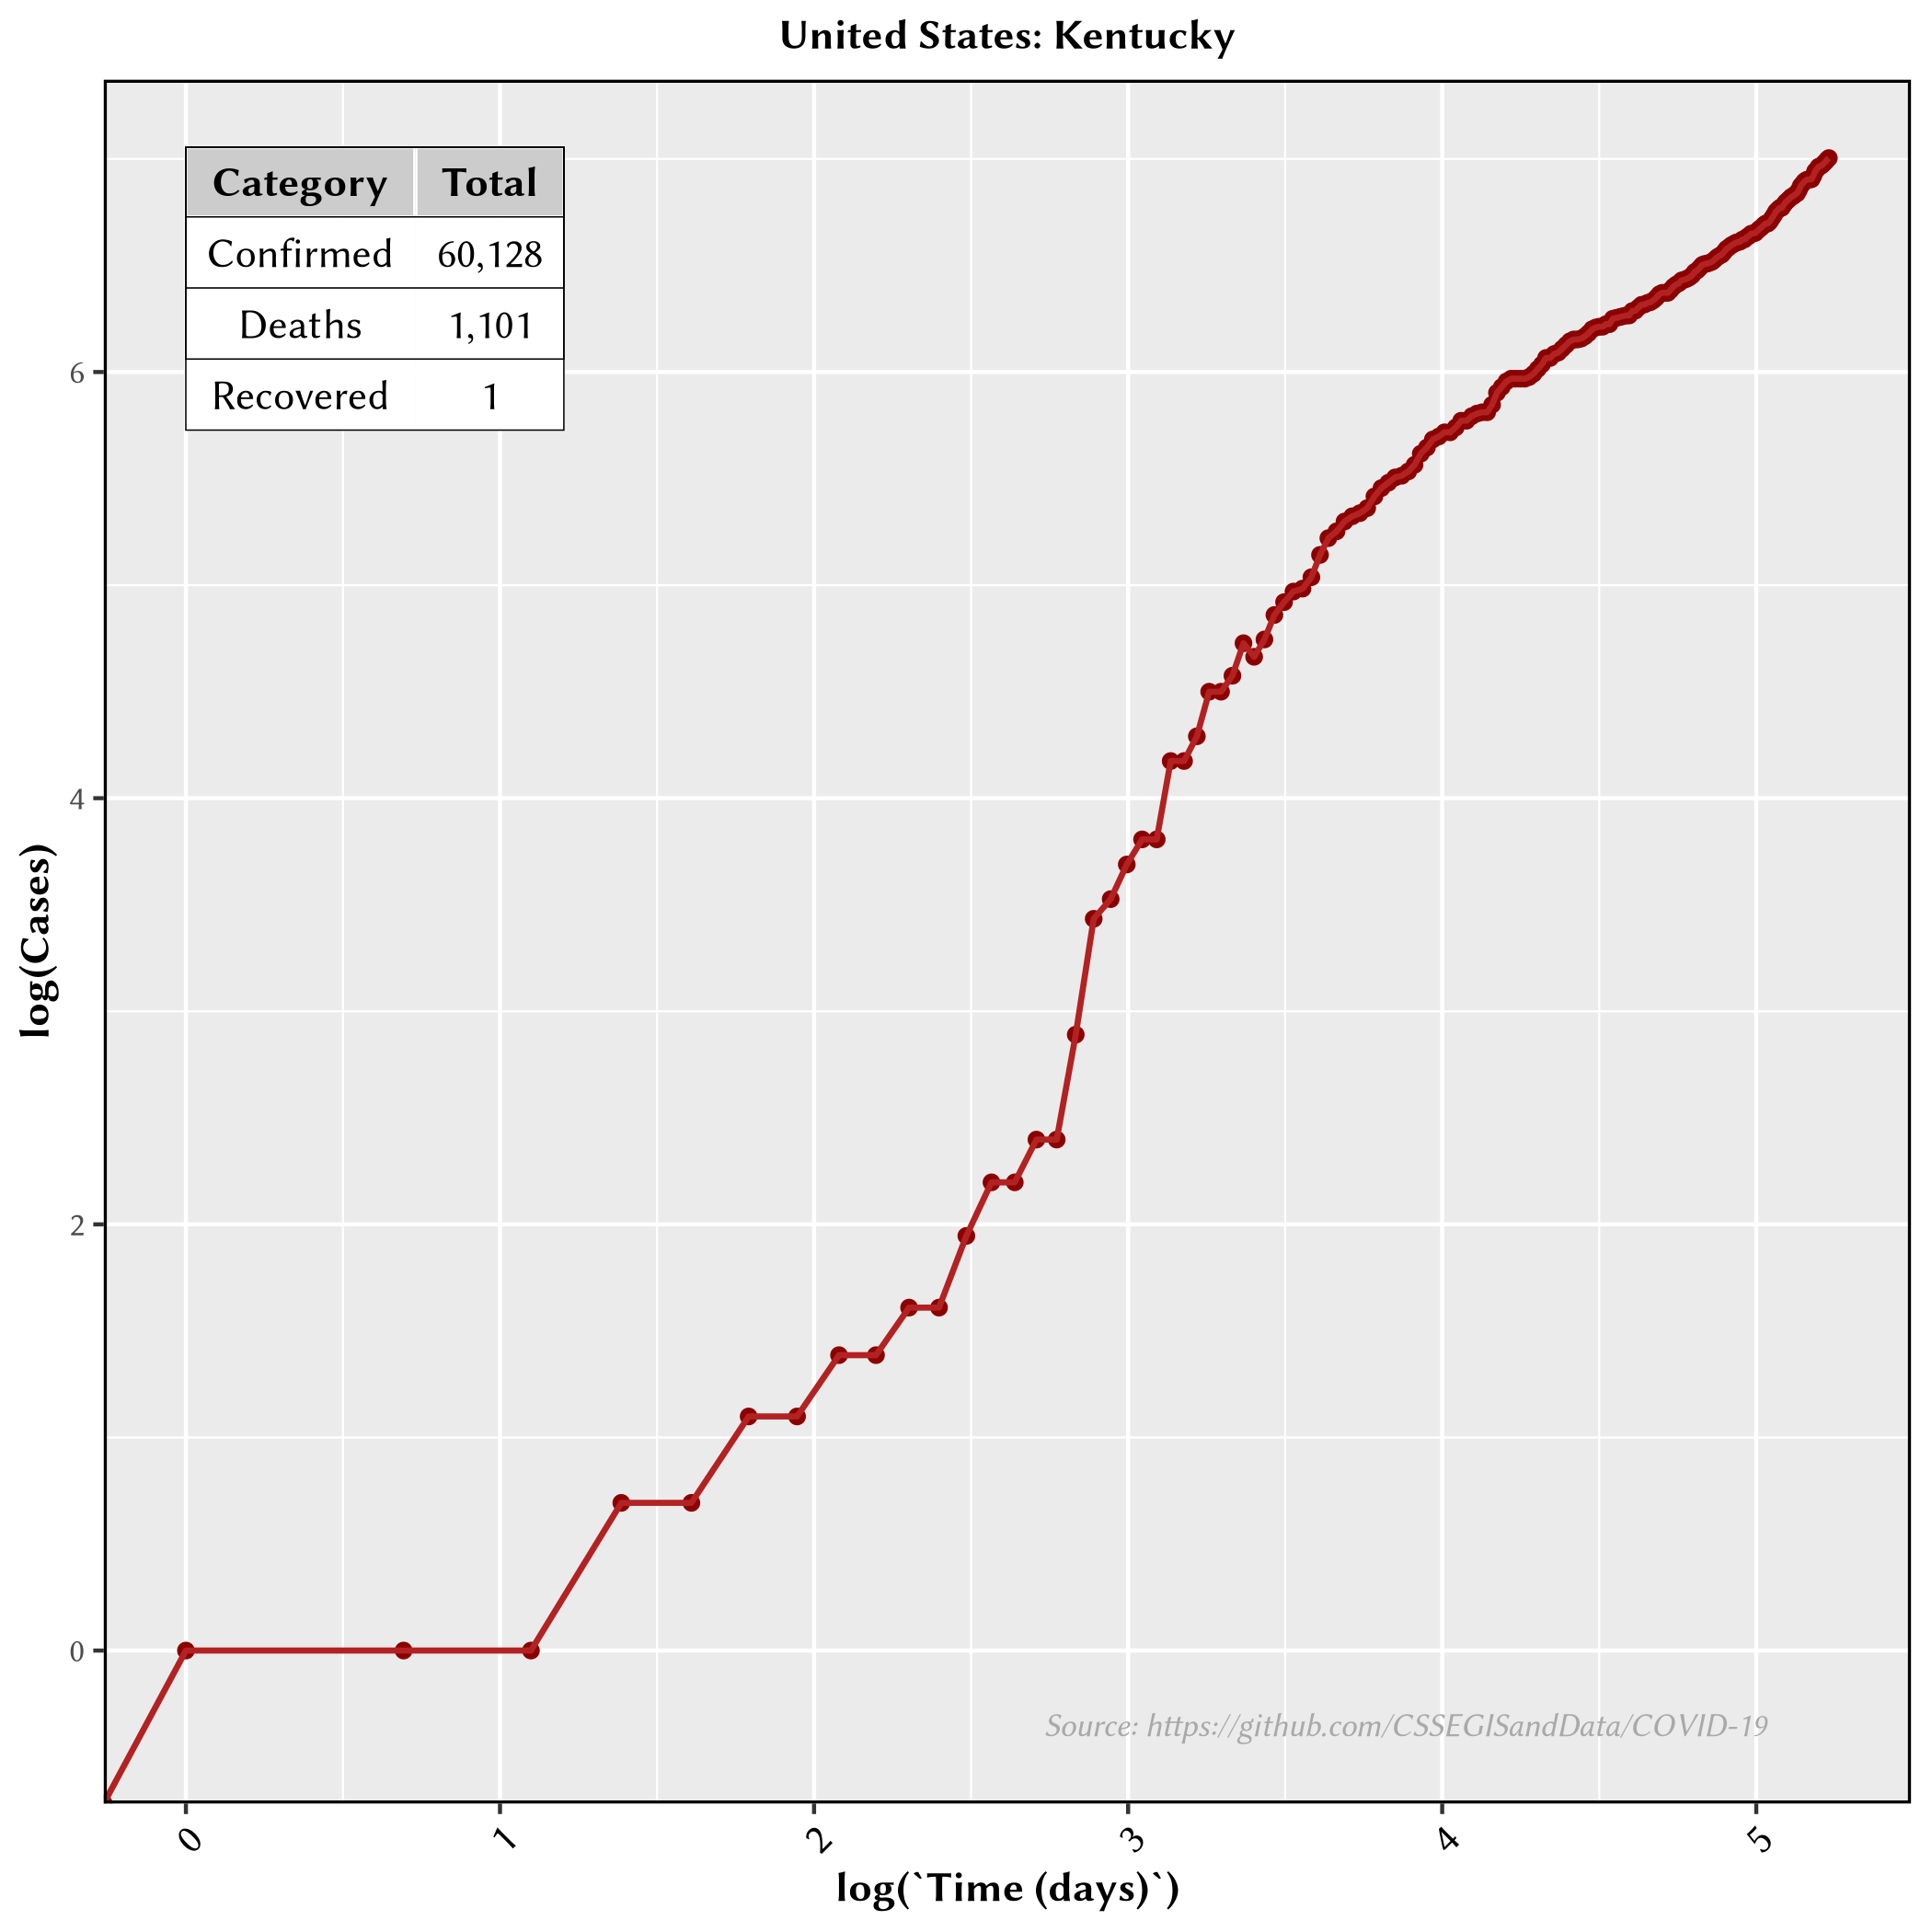 United States: Kentucky
Category Total
Confirmed 60,128
Deaths 1,101
Recovered 1
6
4
2
0
log(Cases)
Source: https://github.com/CSSEGISandData/COVID-19
0 1 2 3 4 5
log(`Time (days)`)